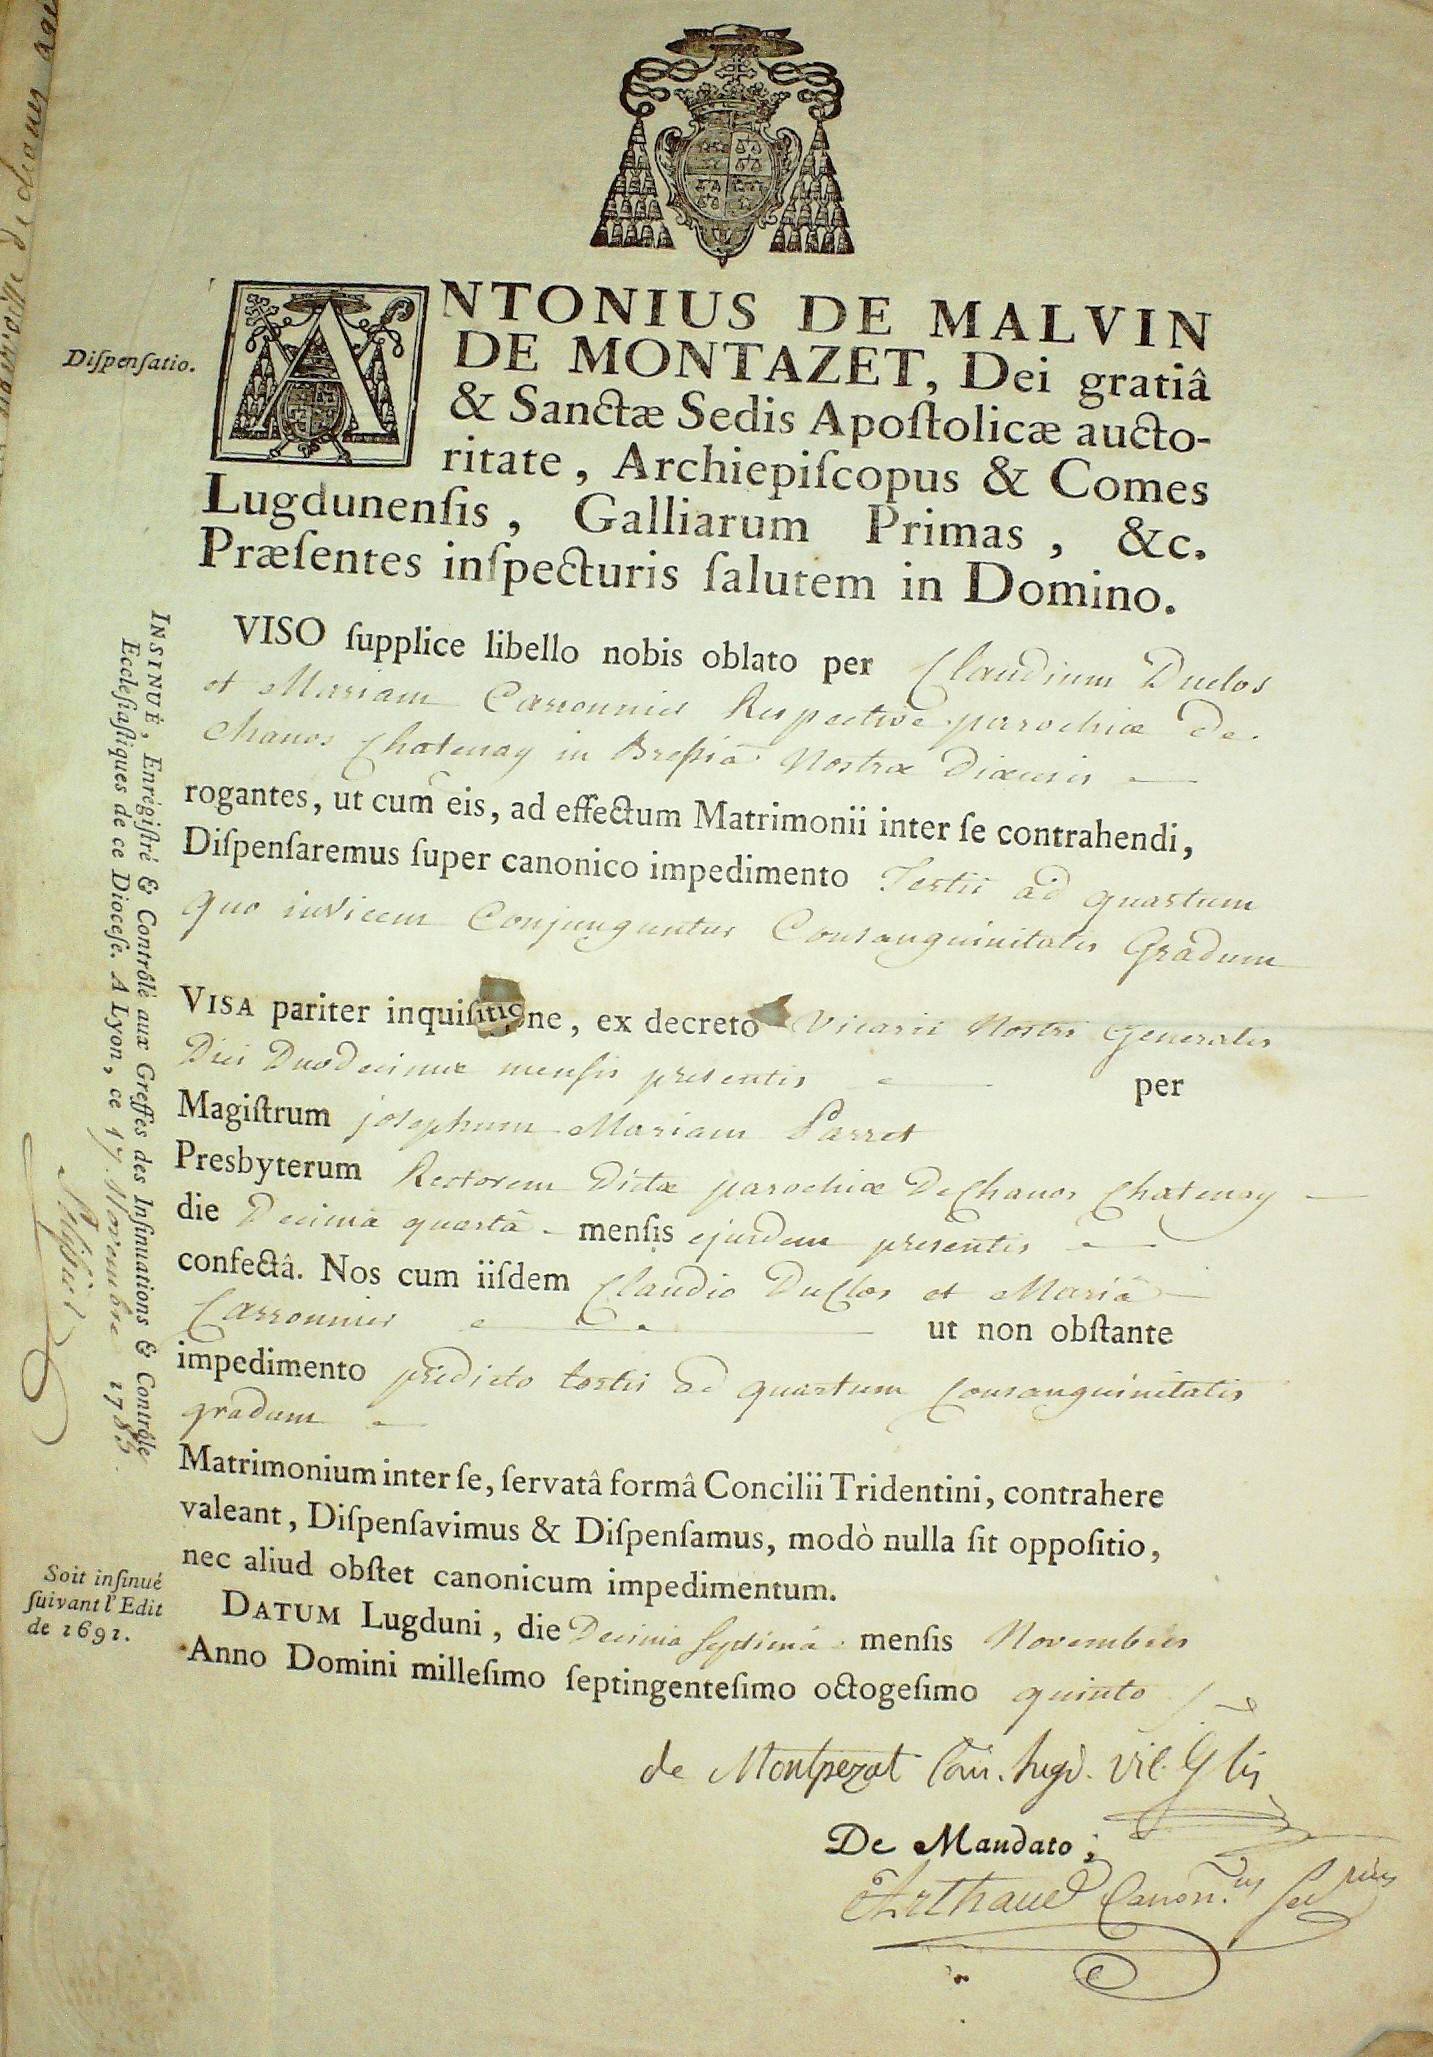 Diſpenſatio.
ANTONIUS DE MALVIN
DE MONTAZET, Dei gratiâ
& Sanctæ Sedis Apoſtolicæ aucto-
ritate, Archiepiſcopus & Comes
Lugdunenſis, Galliarum Primas, &c.
Præſentes inſpecturis ſalutem in Domino.
VISO ſupplice libello nobis oblato per Claudium Duclos
et Mariam Carronnier Respective parochiæ de
Chanos Chatenay in Breſsiâ Nostræ Diœcesis
rogantes, ut cum eis, ad effectum Matrimonii inter ſe contrahendi,
Diſpenſaremus ſuper canonico impedimento Tertii ad quartum
quo invicem Conjunguntur Consanguinitatis Gradum
VISA pariter inquiſitione, ex decreto Vicarii Nostri Generalis
Diei Duodecimæ mensis presentis per
Magiſtrum josephum Mariam Parret
Presbyterum Rectorem Dictæ parochiæ De Chanos Chatenay
die Decimâ quartâ menſis ejusdem presentis
confectâ. Nos cum iiſdem Claudio Duclos et Mariâ
Carronnier ut non obſtante
impedimento predicto tertii ad quartum Consanguinitatis
gradum
Matrimonium inter ſe, ſervatâ formâ Concilii Tridentini, contrahere
valeant, Diſpenſavimus & Diſpenſamus, modò nulla ſit oppoſitio,
nec aliud obſtet canonicum impedimentum.
DATUM Lugduni, die Decimâ Septimâ menſis Novembris
Anno Domini milleſimo ſeptingenteſimo octogeſimo quinto
de Montpezat Can. Lugd. Vic. Glis
De Mandato;
Arthaud Canon.us Secrius
INSINUÉ, Enrégiſtré & Contrôlé aux Greffes des Inſinuations & Contrôle
Eccleſiaſtiques de ce Dioceſe. A Lyon, ce 17. Novembre 1785.
Soit inſinué
ſuivant l'Edit
de 1691.